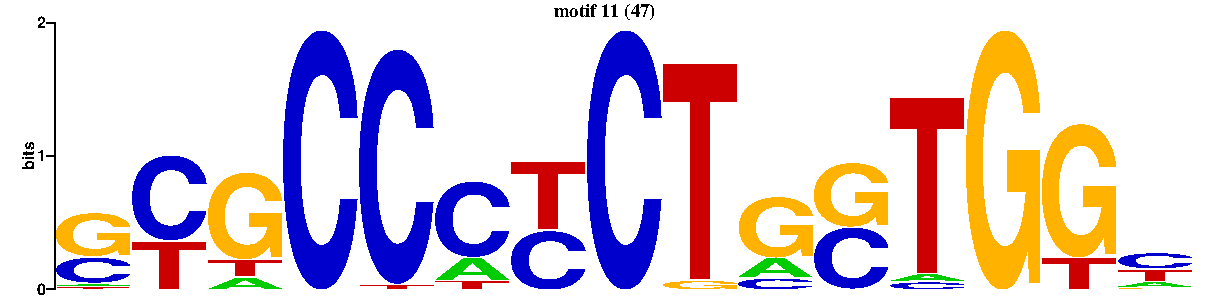 motif 11 (47)
2
bits
1
0
G C T G C C C T C T G G T G G C
C T T A C A C T
T A T G C A T A